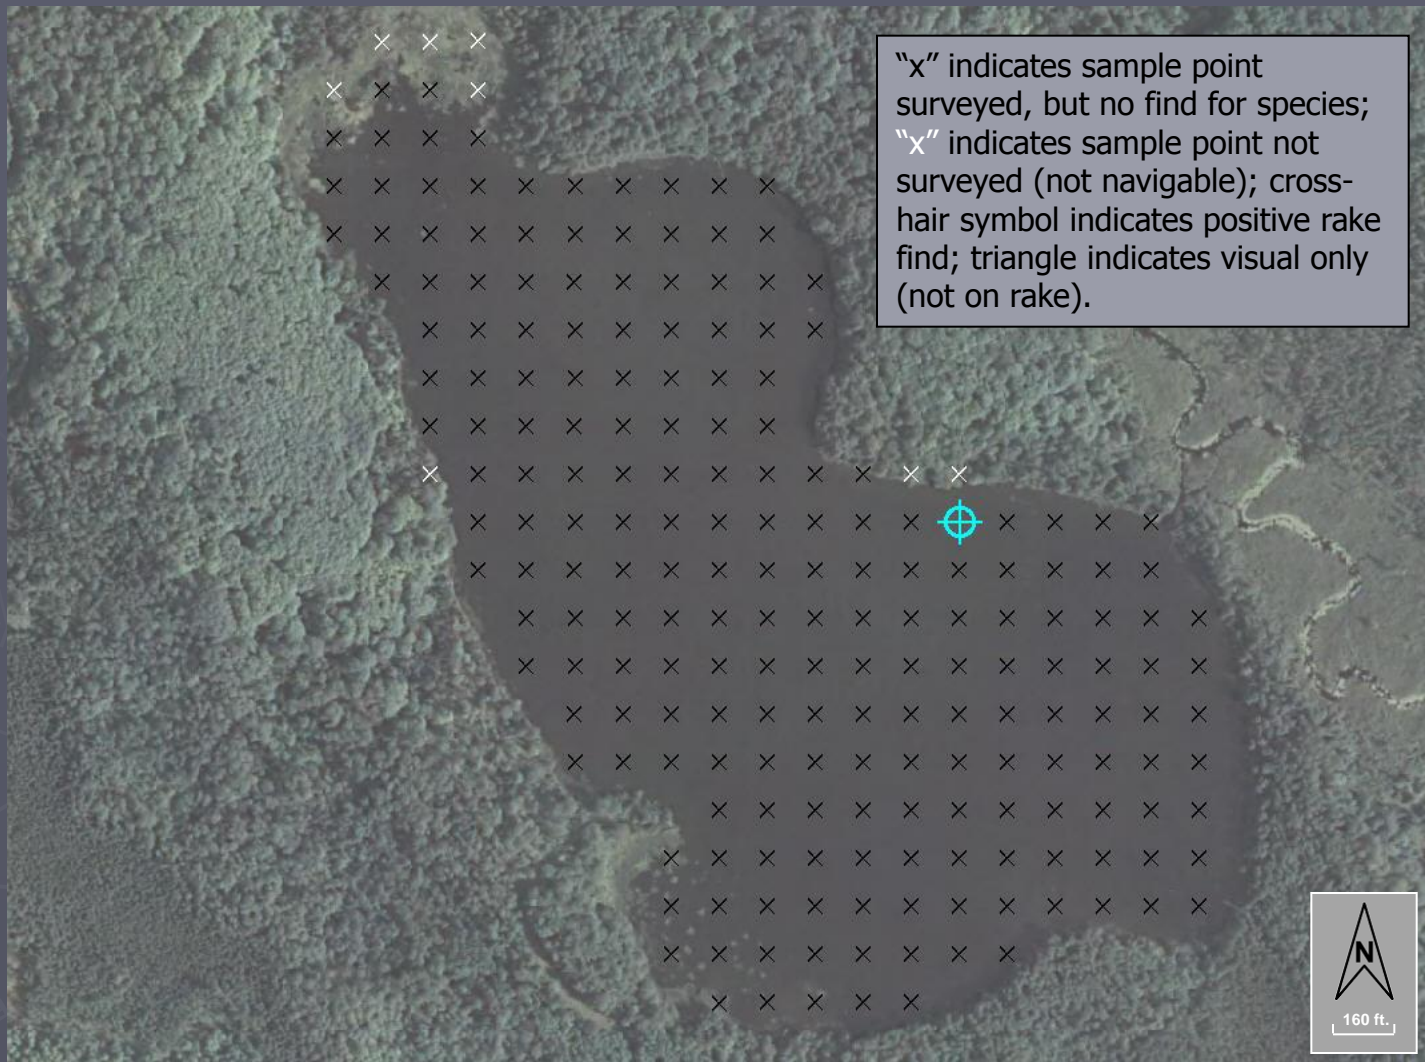 “x” indicates sample point
surveyed, but no find for species;
“x” indicates sample point not
surveyed (not navigable); cross-
hair symbol indicates positive rake
find; triangle indicates visual only
(not on rake).
N
160 ft.